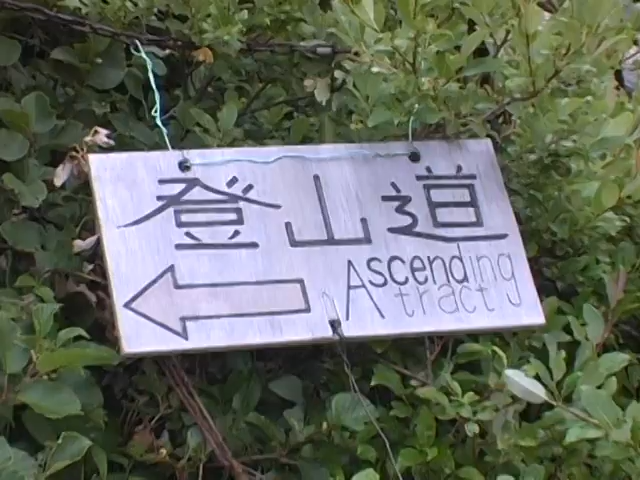 登山道
Ascending
tract